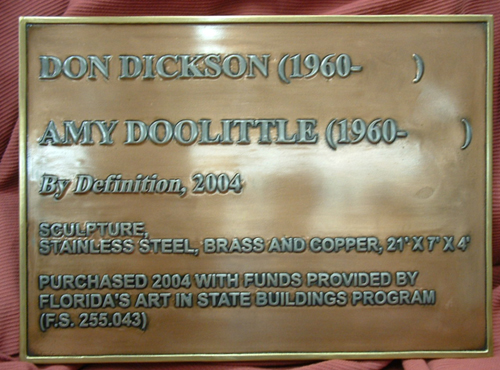 DON DICKSON (1960- )
AMY DOOLITTLE (1960- )
By Definition, 2004
SCULPTURE,
STAINLESS STEEL, BRASS AND COPPER, 21' X 7' X 4'
PURCHASED 2004 WITH FUNDS PROVIDED BY
FLORIDA'S ART IN STATE BUILDINGS PROGRAM
(F.S. 255.043)